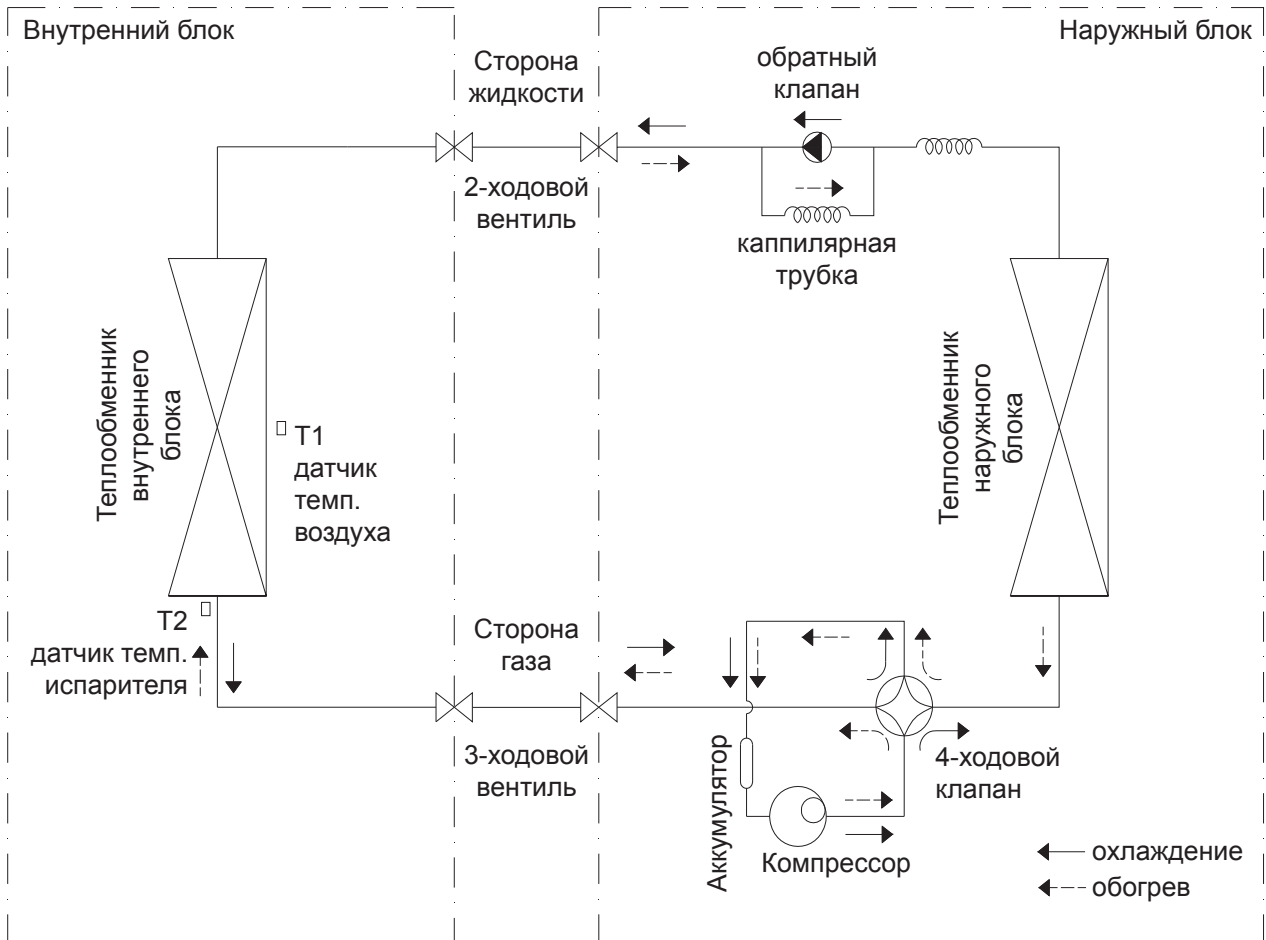 Внутренний блок
Наружный блок
Сторона
жидкости
обратный
клапан
2-ходовой
вентиль
каппилярная
трубка
Теплообменник
внутреннего
блока
T1
датчик
темп.
воздуха
Теплообменник
наружного
блока
T2
датчик темп.
испарителя
Сторона
газа
3-ходовой
вентиль
Аккумулятор
4-ходовой
клапан
Компрессор
охлаждение
обогрев